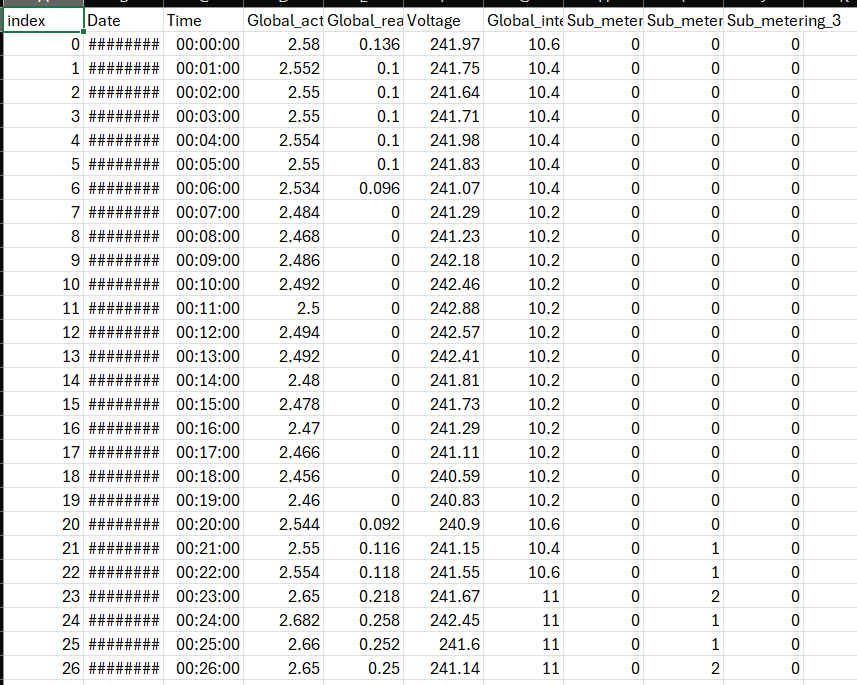 index Date Time Global_act Global_rea Voltage Global_inte Sub_meter Sub_meter Sub_metering_3
0 ######## 00:00:00 2.58 0.136 241.97 10.6 0 0 0
1 ######## 00:01:00 2.552 0.1 241.75 10.4 0 0 0
2 ######## 00:02:00 2.55 0.1 241.64 10.4 0 0 0
3 ######## 00:03:00 2.55 0.1 241.71 10.4 0 0 0
4 ######## 00:04:00 2.554 0.1 241.98 10.4 0 0 0
5 ######## 00:05:00 2.55 0.1 241.83 10.4 0 0 0
6 ######## 00:06:00 2.534 0.096 241.07 10.4 0 0 0
7 ######## 00:07:00 2.484 0 241.29 10.2 0 0 0
8 ######## 00:08:00 2.468 0 241.23 10.2 0 0 0
9 ######## 00:09:00 2.486 0 242.18 10.2 0 0 0
10 ######## 00:10:00 2.492 0 242.46 10.2 0 0 0
11 ######## 00:11:00 2.5 0 242.88 10.2 0 0 0
12 ######## 00:12:00 2.494 0 242.57 10.2 0 0 0
13 ######## 00:13:00 2.492 0 242.41 10.2 0 0 0
14 ######## 00:14:00 2.48 0 241.81 10.2 0 0 0
15 ######## 00:15:00 2.478 0 241.73 10.2 0 0 0
16 ######## 00:16:00 2.47 0 241.29 10.2 0 0 0
17 ######## 00:17:00 2.466 0 241.11 10.2 0 0 0
18 ######## 00:18:00 2.456 0 240.59 10.2 0 0 0
19 ######## 00:19:00 2.46 0 240.83 10.2 0 0 0
20 ######## 00:20:00 2.544 0.092 240.9 10.6 0 0 0
21 ######## 00:21:00 2.55 0.116 241.15 10.4 0 1 0
22 ######## 00:22:00 2.554 0.118 241.55 10.6 0 1 0
23 ######## 00:23:00 2.65 0.218 241.67 11 0 2 0
24 ######## 00:24:00 2.682 0.258 242.45 11 0 1 0
25 ######## 00:25:00 2.66 0.252 241.6 11 0 1 0
26 ######## 00:26:00 2.65 0.25 241.14 11 0 2 0